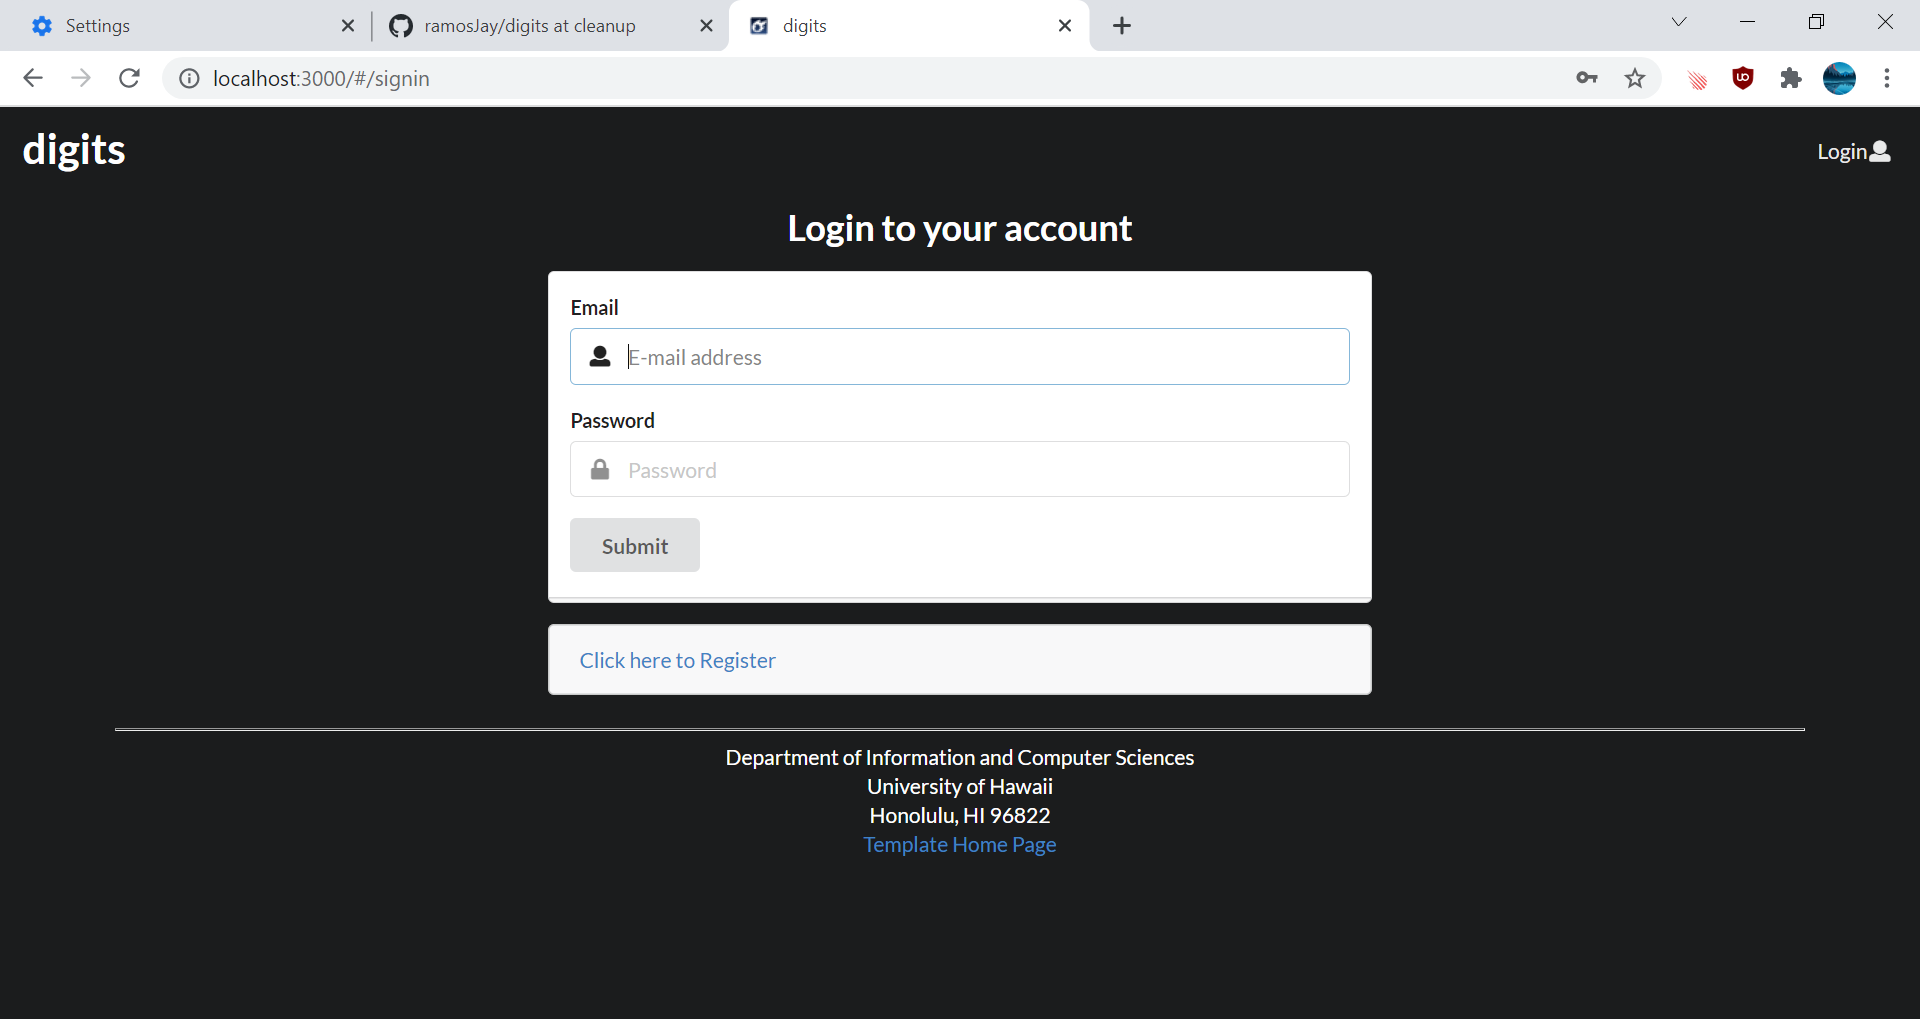 Settings
ramosJay/digits at cleanup
digits
localhost:3000/#/signin
digits
Login
Login to your account
Email
E-mail address
Password
Password
Submit
Click here to Register
Department of Information and Computer Sciences
University of Hawaii
Honolulu, HI 96822
Template Home Page